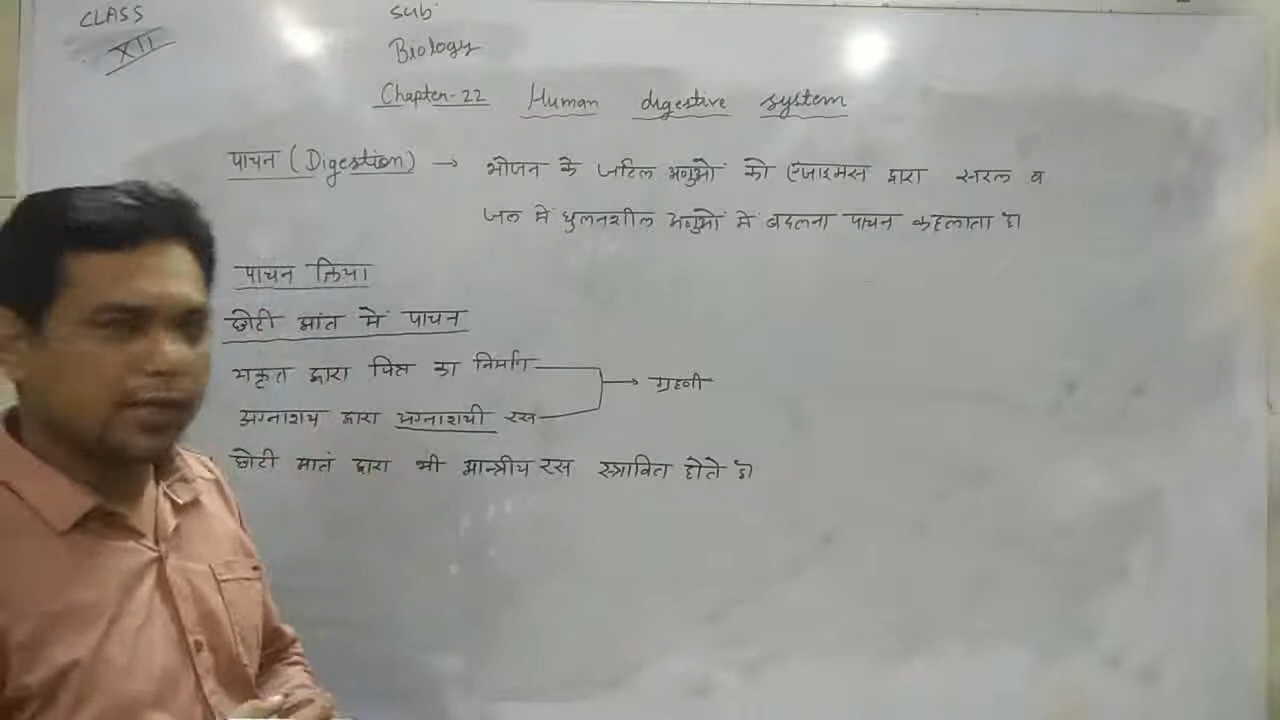 CLASS
XII
Sub
Biology
Chapter-22 Human digestive system
पाचन (Digestion) → भोजन के जटिल अणुओं को एंजाइमस द्वारा सरल व
जल में घुलनशील अणुओं में बदलना पाचन कहलाता है।
पाचन क्रिया
छोटी आंत में पाचन
यकृत द्वारा पित्त का निर्माण
→ ग्रहणी
अग्नाशय द्वारा अग्नाशयी रस
छोटी आतं द्वारा भी आन्त्रीय रस स्त्रावित होते है।